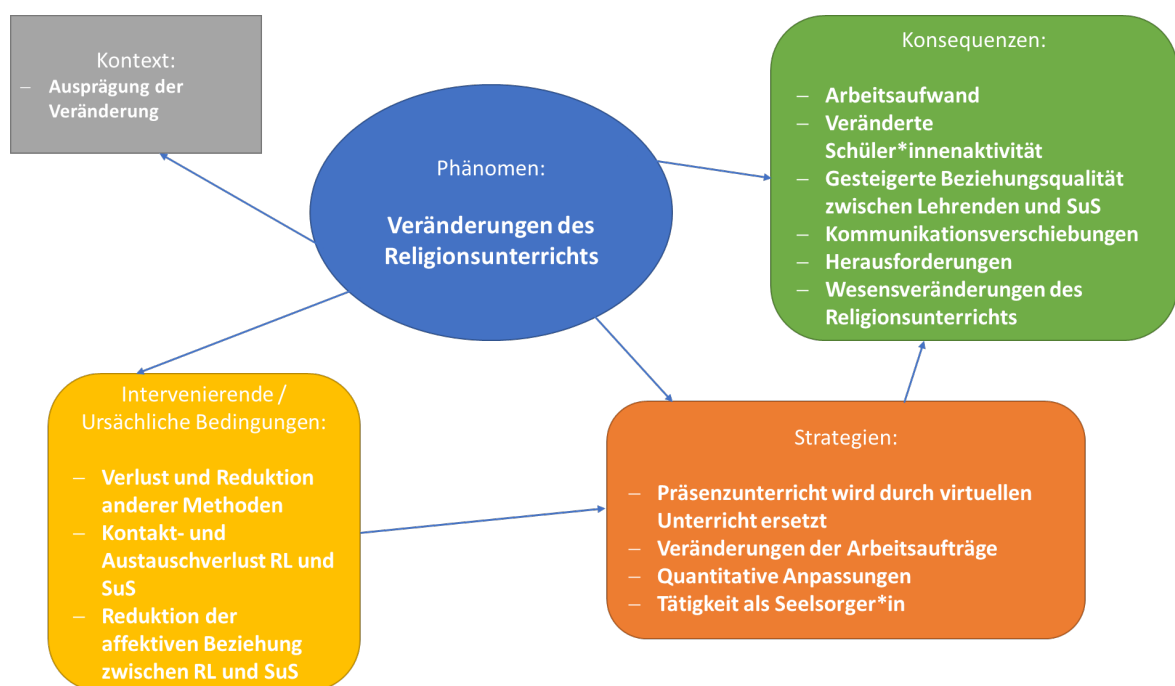 Kontext:
– Ausprägung der
Veränderung
Phänomen:
Veränderungen des
Religionsunterrichts
Konsequenzen:
– Arbeitsaufwand
– Veränderte
Schüler*innenaktivität
– Gesteigerte Beziehungsqualität
zwischen Lehrenden und SuS
– Kommunikationsverschiebungen
– Herausforderungen
– Wesensveränderungen des
Religionsunterrichts
Intervenierende /
Ursächliche Bedingungen:
– Verlust und Reduktion
anderer Methoden
– Kontakt- und
Austauschverlust RL und
SuS
– Reduktion der
affektiven Beziehung
zwischen RL und SuS
Strategien:
– Präsenzunterricht wird durch virtuellen
Unterricht ersetzt
– Veränderungen der Arbeitsaufträge
– Quantitative Anpassungen
– Tätigkeit als Seelsorger*in